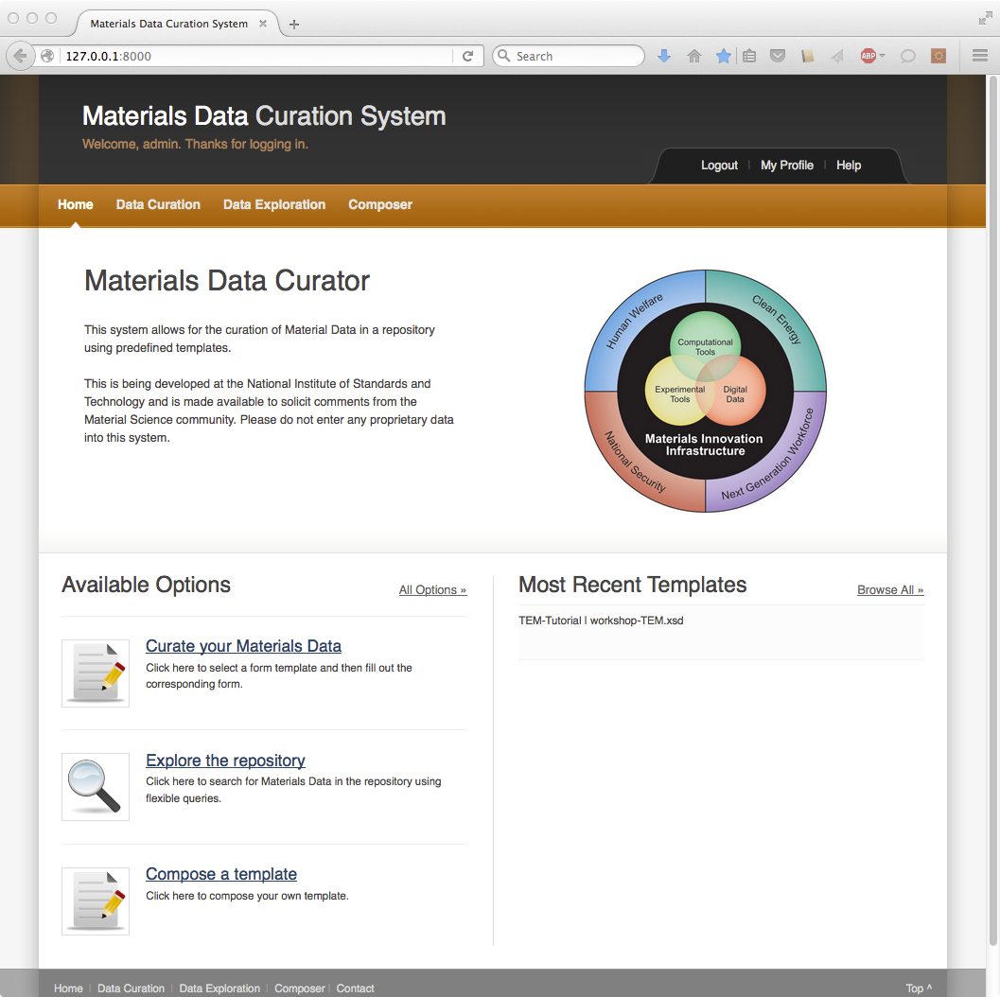 Materials Data Curation System
127.0.0.1:8000
Search
ABP
Materials Data Curation System
Welcome, admin. Thanks for logging in.
Logout | My Profile | Help
Home Data Curation Data Exploration Composer
Materials Data Curator
This system allows for the curation of Material Data in a repository
using predefined templates.
This is being developed at the National Institute of Standards and
Technology and is made available to solicit comments from the
Material Science community. Please do not enter any proprietary data
into this system.
Human Welfare
Clean Energy
Computational
Tools
Experimental
Tools
Digital
Data
Materials Innovation
Infrastructure
National Security
Next Generation Workforce
Available Options
All Options »
Curate your Materials Data
Click here to select a form template and then fill out the
corresponding form.
Explore the repository
Click here to search for Materials Data in the repository using
flexible queries.
Compose a template
Click here to compose your own template.
Most Recent Templates
Browse All »
TEM-Tutorial | workshop-TEM.xsd
Home | Data Curation | Data Exploration | Composer | Contact
Top ^